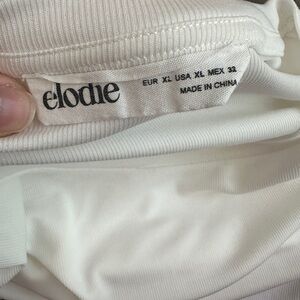 elodie
EUR XL USA XL MEX 32
MADE IN CHINA